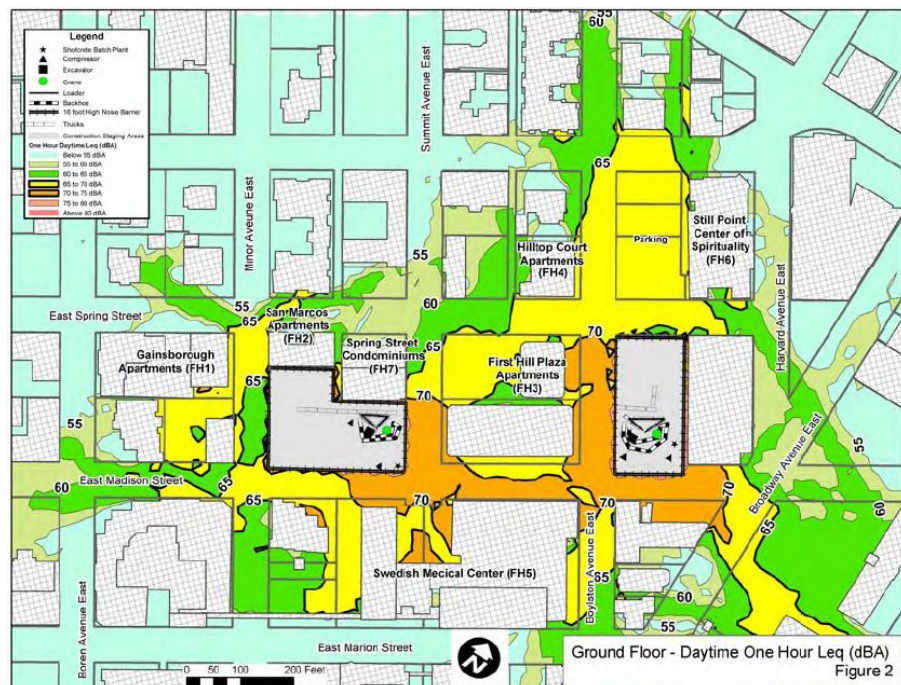 Legend
Shotcrete Batch Plant
Compressor
Excavator
Crane
Loader
Backhoe
16 foot High Noise Barrier
Trucks
Construction Staging Areas
One Hour Daytime Leq (dBA)
Below 55 dBA
55 to 60 dBA
60 to 65 dBA
65 to 70 dBA
70 to 75 dBA
75 to 80 dBA
Above 80 dBA
60
55
Summit Avenue East
65
Minor Aveune East
Parking
Still Point
Center of
Spirituality
(FH6)
Hilltop Court
Apartments
(FH4)
55
55
60
East Spring Street
55
65
San Marcos
Apartments
(FH2)
70
65
Spring Street
Condominiums
(FH7)
Harvard Avenue East
Gainsborough
Apartments (FH1)
First Hill Plaza
Apartments
(FH3)
65
70
55
55
East Madison Street
60
65
65
70
70
70
65
Broadway Avenue East
60
Swedish Mecical Center (FH5)
Boylston Avenue East
65
60
55
Boren Avenue East
East Marion Street
N
0 50 100 200 Feet
Ground Floor - Daytime One Hour Leq (dBA)
Figure 2